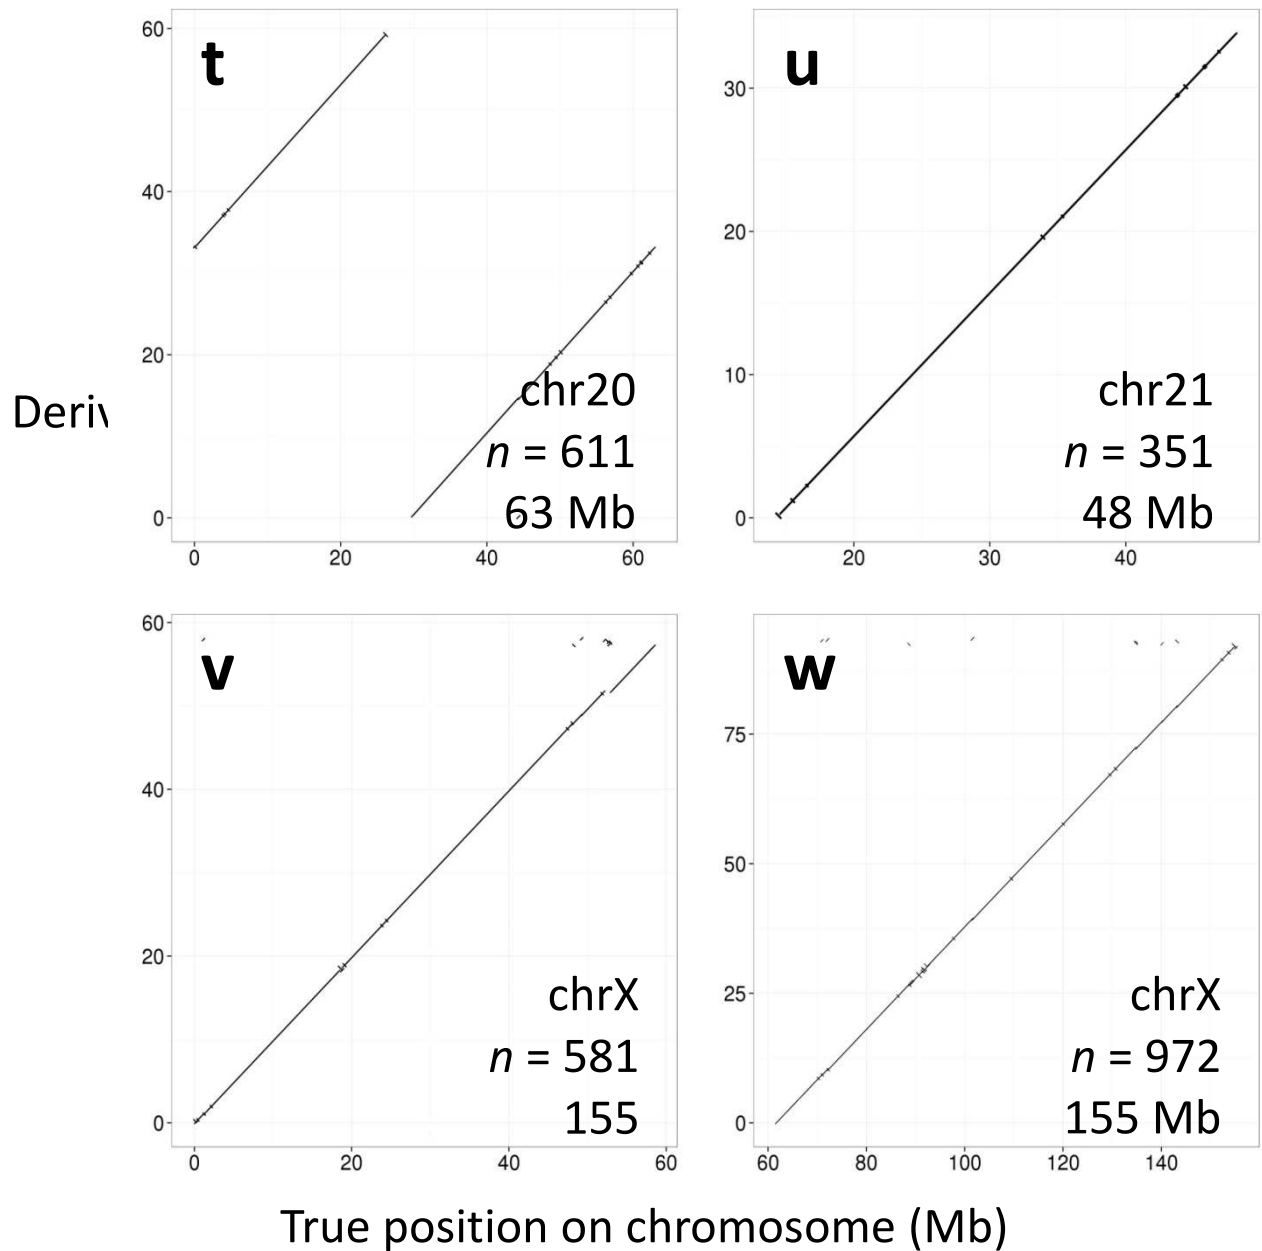 t
60
40
20
0
0 20 40 60
chr20
n = 611
63 Mb
u
30
20
10
0
20 30 40
chr21
n = 351
48 Mb
Deriv
v
60
40
20
0
0 20 40 60
chrX
n = 581
155
w
75
50
25
0
60 80 100 120 140
chrX
n = 972
155 Mb
True position on chromosome (Mb)